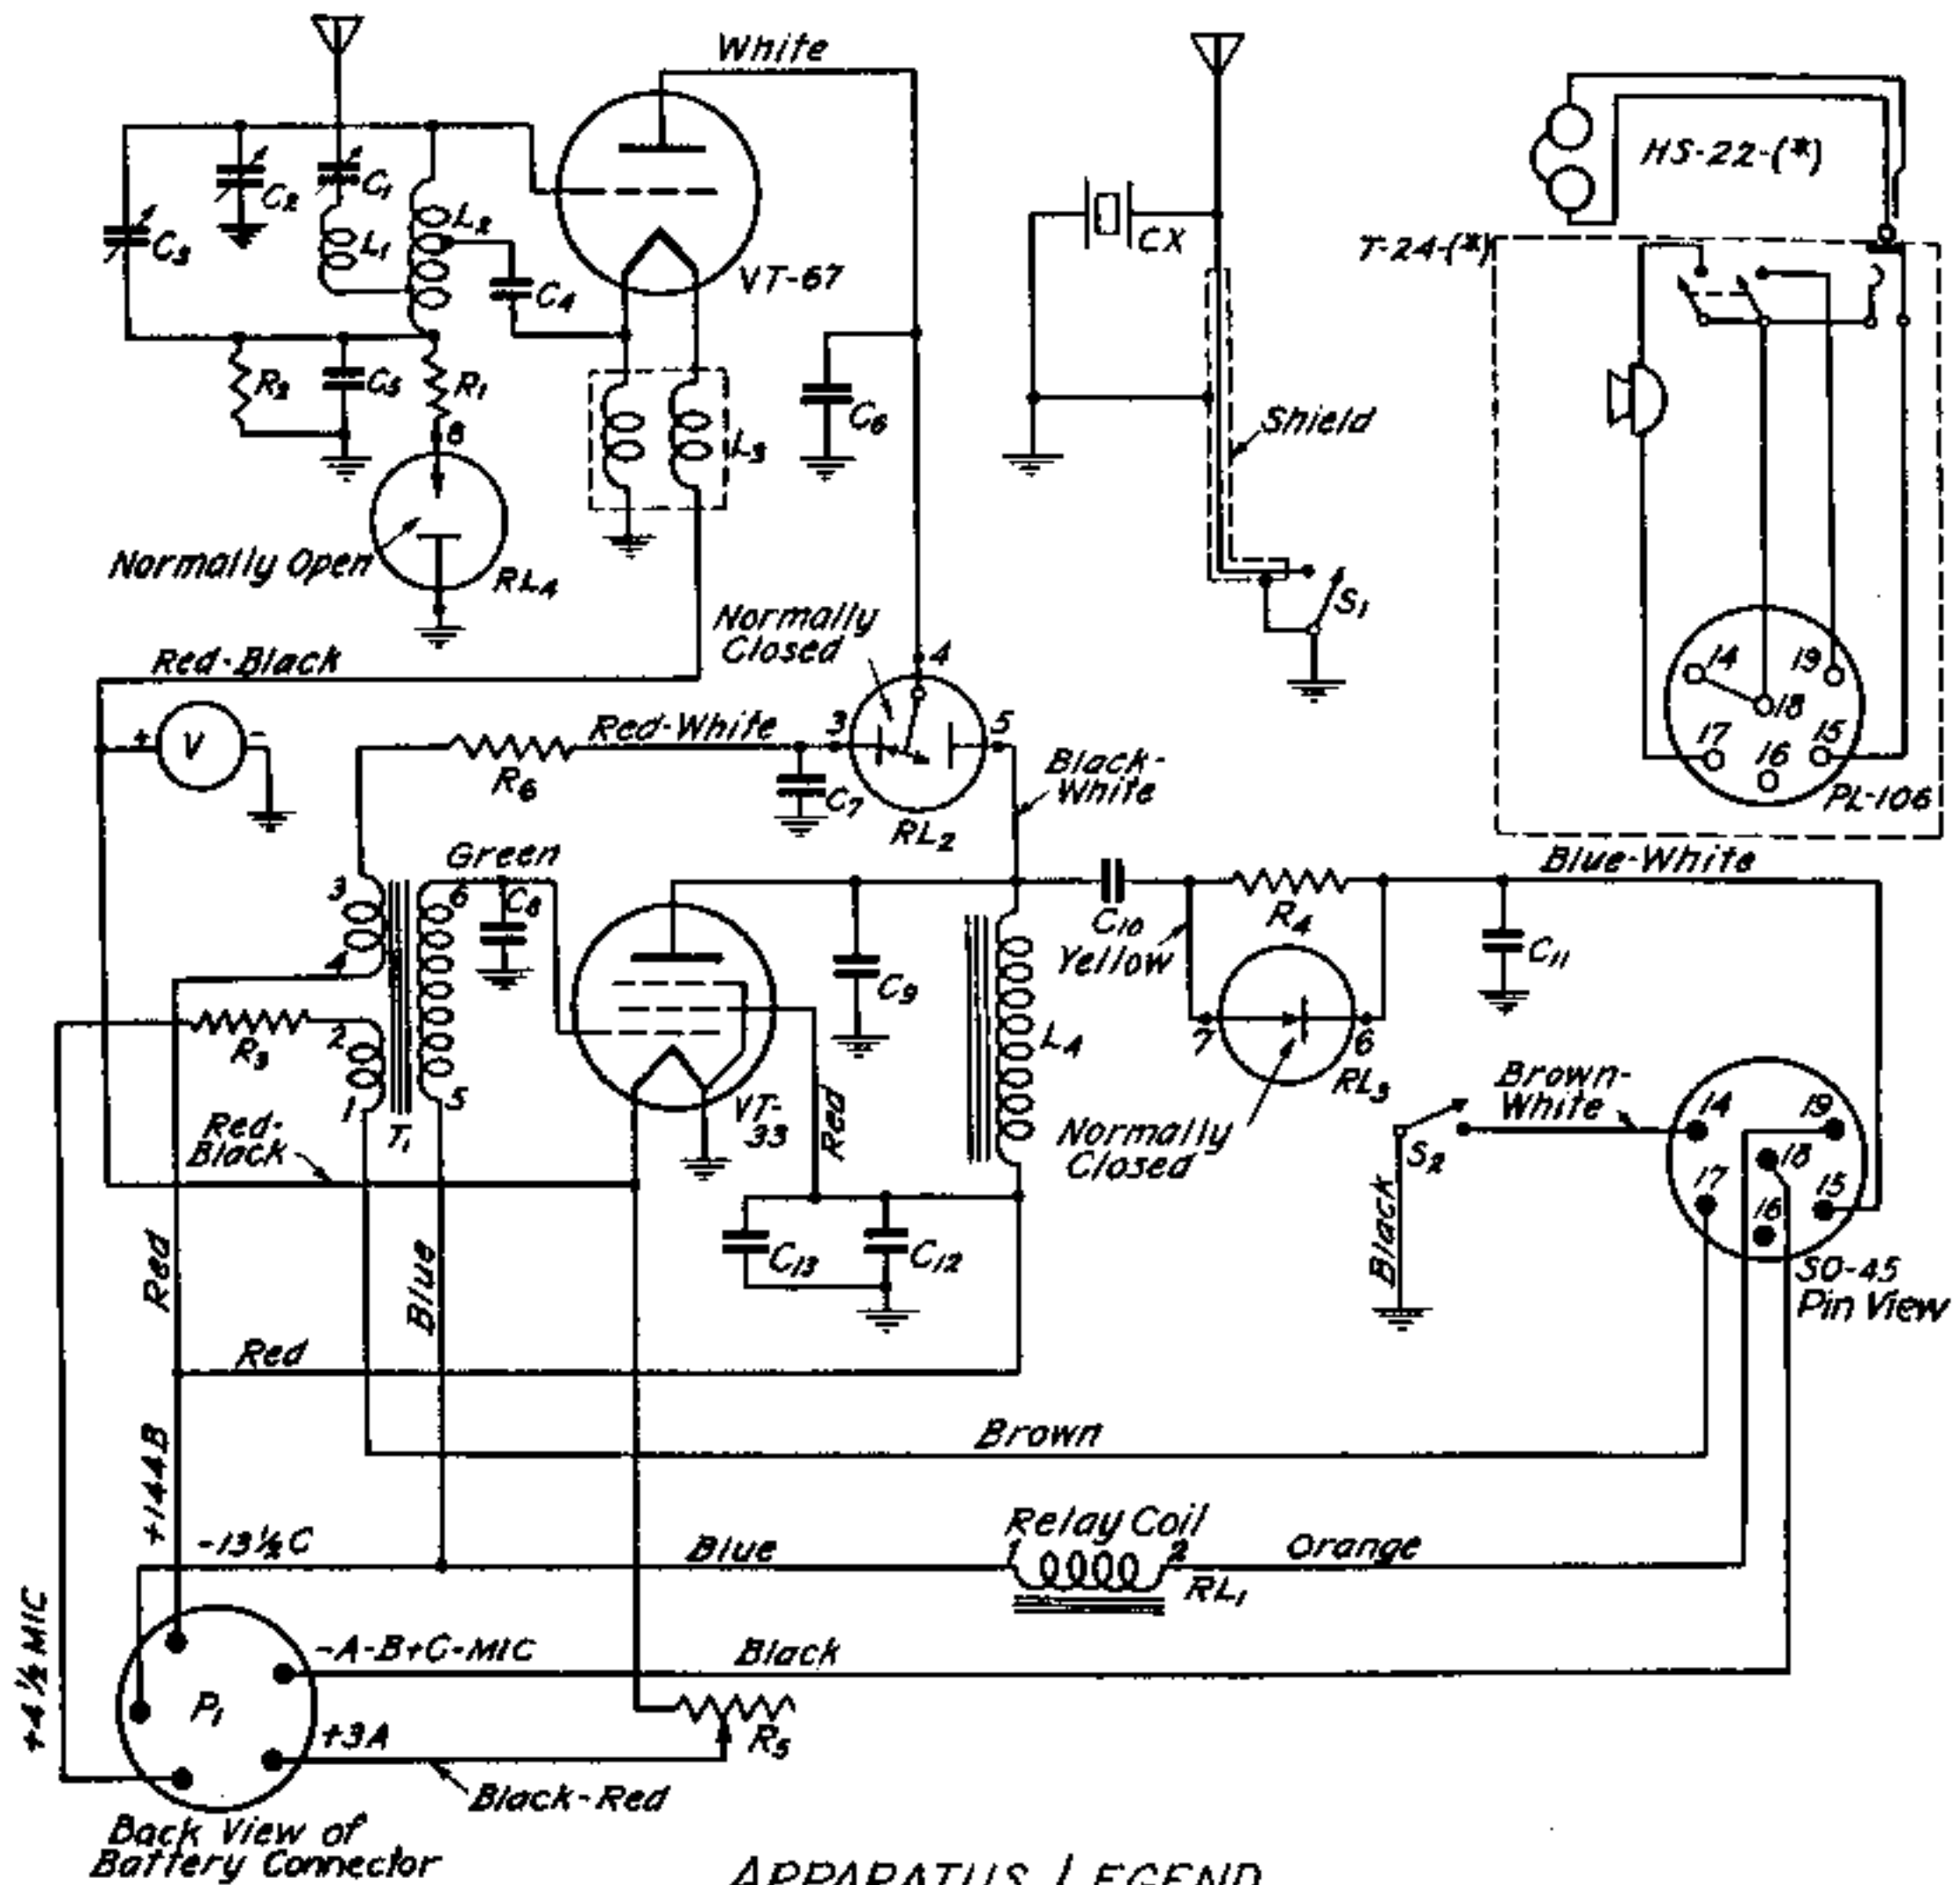 White
HS-22-(*)
C₂
C₁
L₂
C₃
L₁
CX
T-24-(*)
VT-67
C₄
R₂
C₅
R₁
C₆
Shield
8
L₃
Normally Open
RL₄
S₁
Normally
Closed
Red-Black
4
14
19
18
+
V
-
Red-White
3
5
Black-
White
17
16
15
R₆
C₇
PL-106
RL₂
Green
Blue-White
3
6
C₈
C₁₀
R₄
Yellow
C₁₁
4
C₉
L₄
R₃
2
7
6
RL₃
Brown-
White
1
5
T₁
VT-
33
Red
14
19
Red-
Black
Normally
Closed
S₂
18
17
15
16
Black
C₁₃
C₁₂
SO-45
Pin View
Red
Blue
Red
+144B
Brown
-13½C
Relay Coil
Blue
1
2
Orange
RL₁
+4½MIC
-A-B+C-MIC
Black
P₁
+3A
R₅
Black-Red
Back View of
Battery Connector
APPARATUS LEGEND